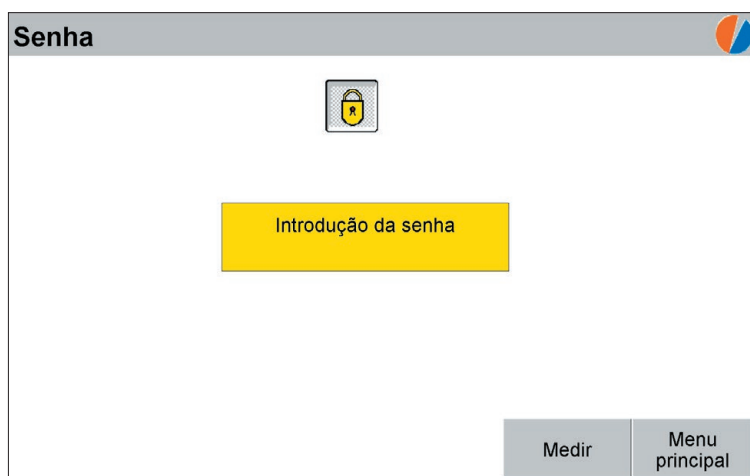 Senha
Introdução da senha
Medir
Menu
principal